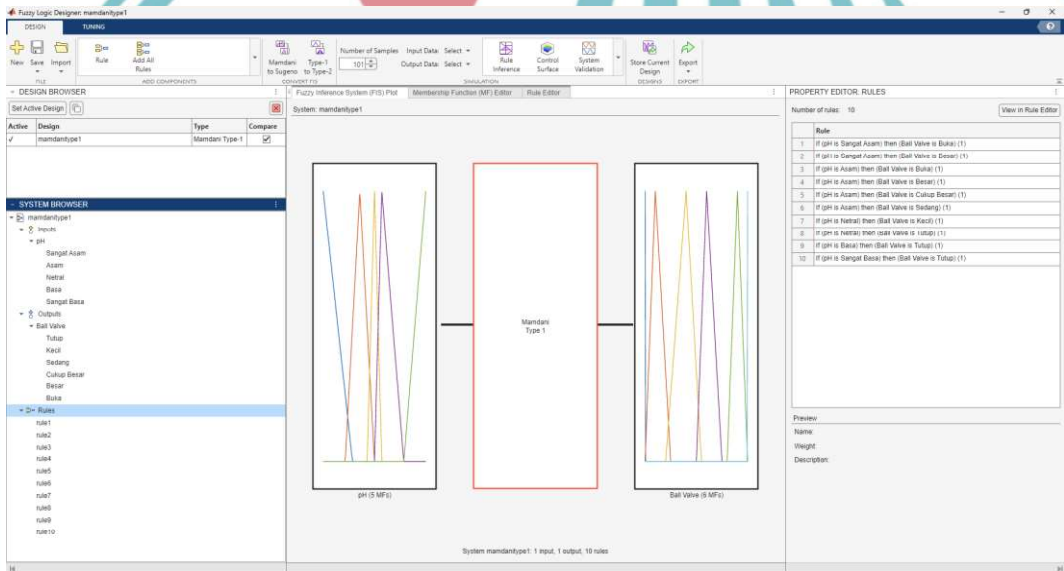 Fuzzy Logic Designer: mamdanitype1
DESIGN TUNING
New Save Import
Rule
Add All Rules
Mamdani to Sugeno
Type-1 to Type-2
Number of Samples 101
Input Data: Select
Output Data: Select
Rule Inference
Control Surface
System Validation
Store Current Design
Export
FILE ADD COMPONENTS CONVERT FIS SIMULATION DESIGNS EXPORT
DESIGN BROWSER
Set Active Design
Active Design Type Compare
mamdanitype1 Mamdani Type-1
SYSTEM BROWSER
mamdanitype1
Inputs
pH
Sangat Asam
Asam
Netral
Basa
Sangat Basa
Outputs
Ball Valve
Tutup
Kecil
Sedang
Cukup Besar
Besar
Buka
Rules
rule1
rule2
rule3
rule4
rule5
rule6
rule7
rule8
rule9
rule10
Fuzzy Inference System (FIS) Plot Membership Function (MF) Editor Rule Editor
System: mamdanitype1
Mamdani
Type 1
pH (5 MFs)
Ball Valve (6 MFs)
System mamdanitype1: 1 input, 1 output, 10 rules
PROPERTY EDITOR: RULES
Number of rules: 10 View in Rule Editor
Rule
1 If (pH is Sangat Asam) then (Ball Valve is Buka) (1)
2 If (pH is Sangat Asam) then (Ball Valve is Besar) (1)
3 If (pH is Asam) then (Ball Valve is Buka) (1)
4 If (pH is Asam) then (Ball Valve is Besar) (1)
5 If (pH is Asam) then (Ball Valve is Cukup Besar) (1)
6 If (pH is Asam) then (Ball Valve is Sedang) (1)
7 If (pH is Netral) then (Ball Valve is Kecil) (1)
8 If (pH is Netral) then (Ball Valve is Tutup) (1)
9 If (pH is Basa) then (Ball Valve is Tutup) (1)
10 If (pH is Sangat Basa) then (Ball Valve is Tutup) (1)
Preview
Name:
Weight:
Description: